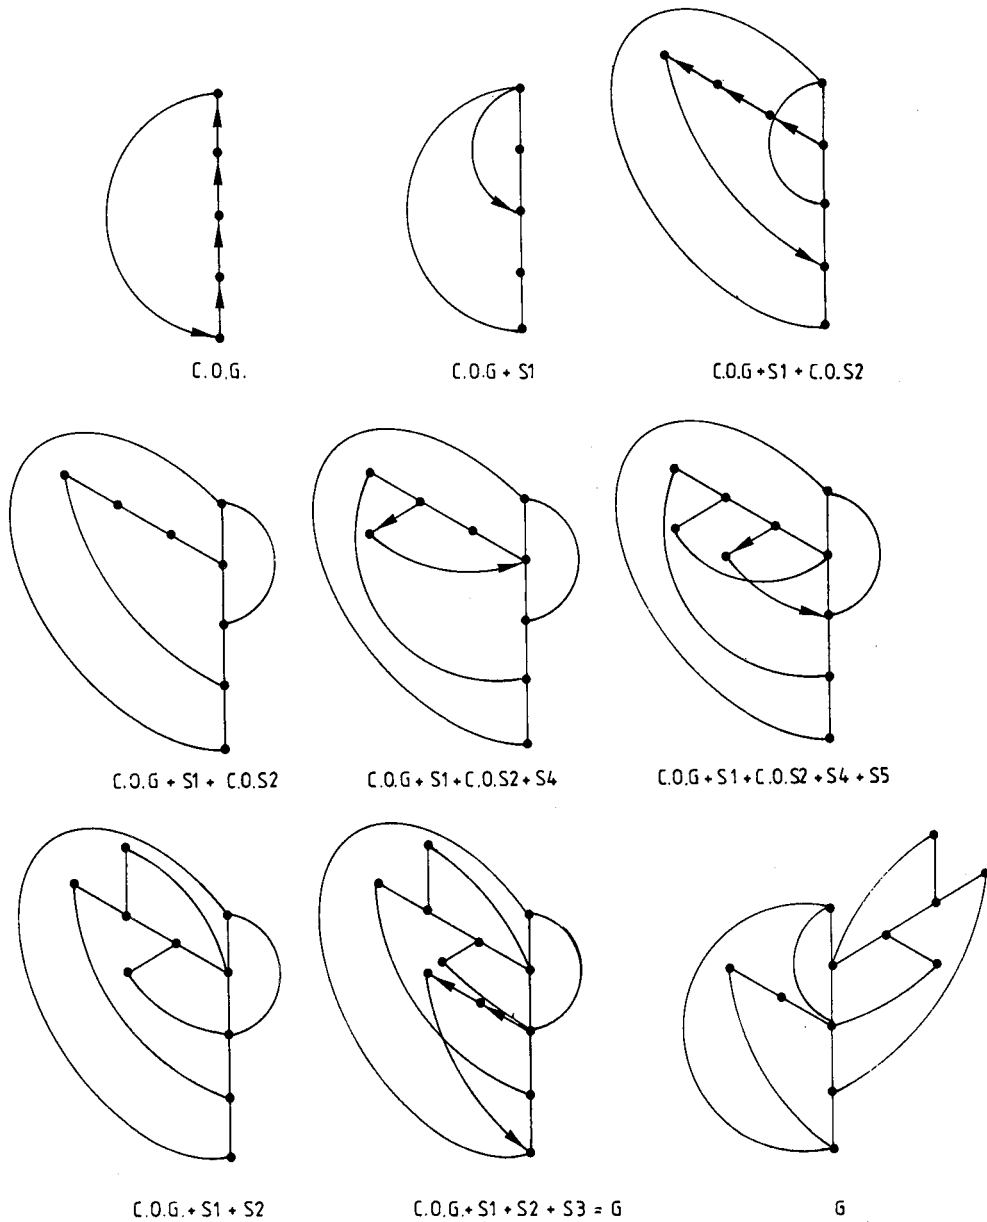 C.O.G.
C.O.G + S1
C.O.G + S1 + C.O.S2
C.O.G + S1 + C.O.S2
C.O.G + S1 + C.O.S2 + S4
C.O.G + S1 + C.O.S2 + S4 + S5
C.O.G. + S1 + S2
C.O.G. + S1 + S2 + S3 = G
G